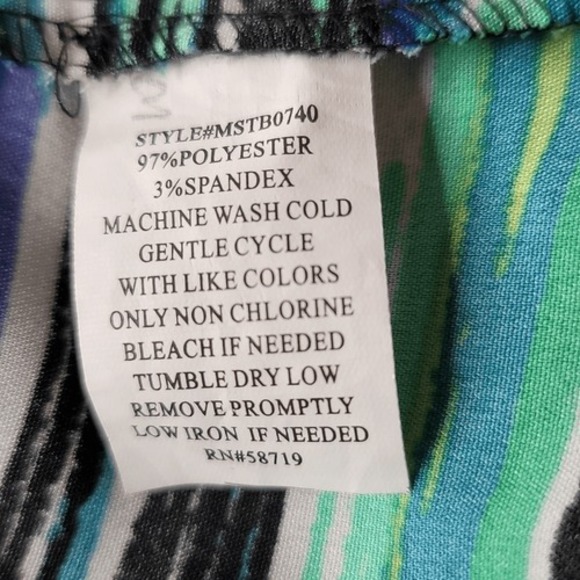 STYLE#MSTB0740
97%POLYESTER
3%SPANDEX
MACHINE WASH COLD
GENTLE CYCLE
WITH LIKE COLORS
ONLY NON CHLORINE
BLEACH IF NEEDED
TUMBLE DRY LOW
REMOVE PROMPTLY
LOW IRON IF NEEDED
RN#58719